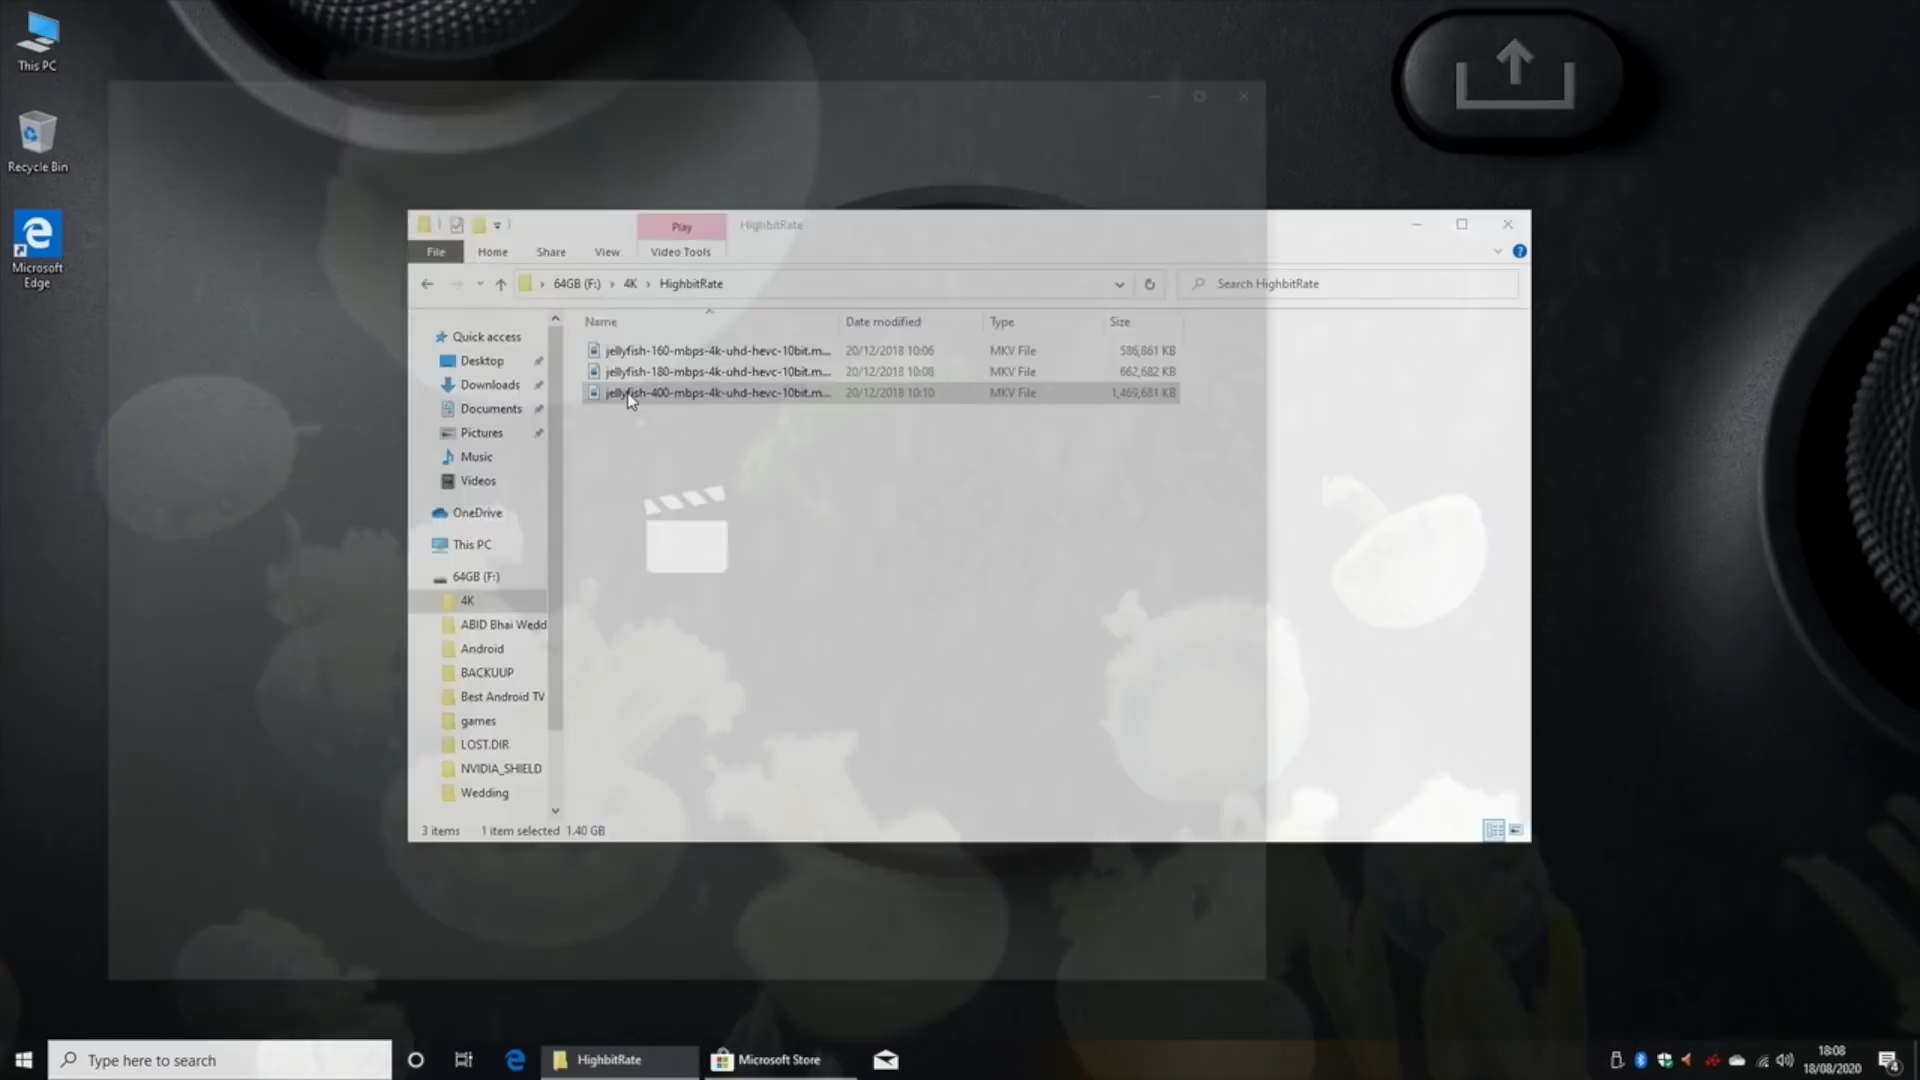 This PC
Recycle Bin
Microsoft
Edge
Play
HighbitRate
File
Home
Share
View
Video Tools
64GB (F:) › 4K › HighbitRate
Search HighbitRate
Name
Date modified
Type
Size
jellyfish-160-mbps-4k-uhd-hevc-10bit.m... 20/12/2018 10:06 MKV File 586,861 KB
jellyfish-180-mbps-4k-uhd-hevc-10bit.m... 20/12/2018 10:08 MKV File 662,682 KB
jellyfish-400-mbps-4k-uhd-hevc-10bit.m... 20/12/2018 10:10 MKV File 1,469,681 KB
Quick access
Desktop
Downloads
Documents
Pictures
Music
Videos
OneDrive
This PC
64GB (F:)
4K
ABID Bhai Wedd
Android
BACKUUP
Best Android TV
games
LOST.DIR
NVIDIA_SHIELD
Wedding
3 items 1 item selected 1.40 GB
Type here to search
HighbitRate
Microsoft Store
18:08
18/08/2020
4